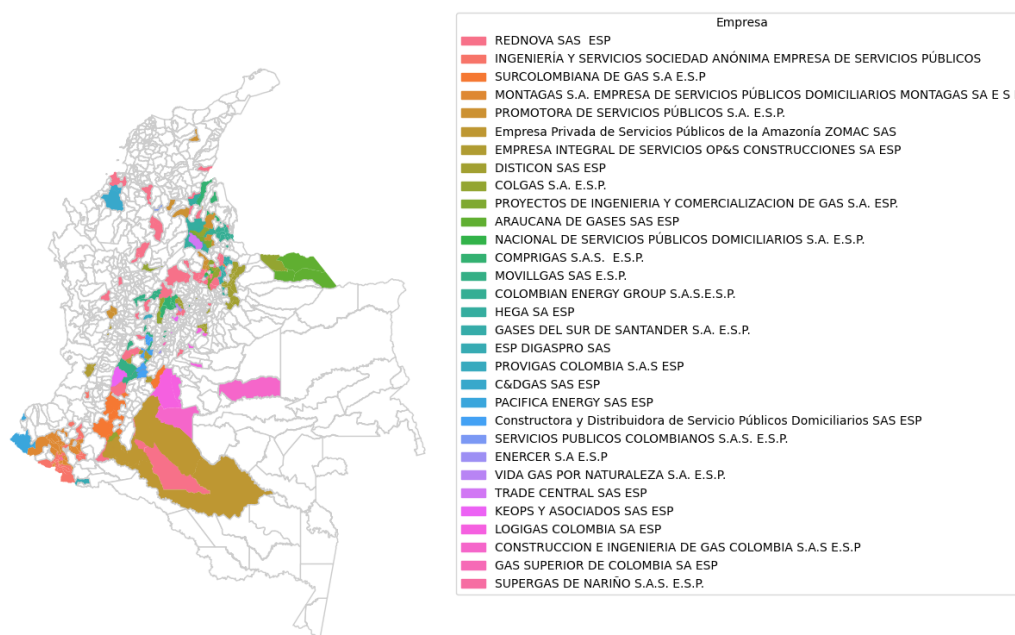 Empresa
REDNOVA SAS  ESP
INGENIERÍA Y SERVICIOS SOCIEDAD ANÓNIMA EMPRESA DE SERVICIOS PÚBLICOS
SURCOLOMBIANA DE GAS S.A E.S.P
MONTAGAS S.A. EMPRESA DE SERVICIOS PÚBLICOS DOMICILIARIOS MONTAGAS SA E S
PROMOTORA DE SERVICIOS PÚBLICOS S.A. E.S.P.
Empresa Privada de Servicios Públicos de la Amazonía ZOMAC SAS
EMPRESA INTEGRAL DE SERVICIOS OP&S CONSTRUCCIONES SA ESP
DISTICON SAS ESP
COLGAS S.A. E.S.P.
PROYECTOS DE INGENIERIA Y COMERCIALIZACION DE GAS S.A. ESP.
ARAUCANA DE GASES SAS ESP
NACIONAL DE SERVICIOS PÚBLICOS DOMICILIARIOS S.A. E.S.P.
COMPRIGAS S.A.S.  E.S.P.
MOVILLGAS SAS E.S.P.
COLOMBIAN ENERGY GROUP S.A.S.E.S.P.
HEGA SA ESP
GASES DEL SUR DE SANTANDER S.A. E.S.P.
ESP DIGASPRO SAS
PROVIGAS COLOMBIA S.A.S ESP
C&DGAS SAS ESP
PACIFICA ENERGY SAS ESP
Constructora y Distribuidora de Servicio Públicos Domiciliarios SAS ESP
SERVICIOS PUBLICOS COLOMBIANOS S.A.S. E.S.P.
ENERCER S.A E.S.P
VIDA GAS POR NATURALEZA S.A. E.S.P.
TRADE CENTRAL SAS ESP
KEOPS Y ASOCIADOS SAS ESP
LOGIGAS COLOMBIA SA ESP
CONSTRUCCION E INGENIERIA DE GAS COLOMBIA S.A.S E.S.P
GAS SUPERIOR DE COLOMBIA SA ESP
SUPERGAS DE NARIÑO S.A.S. E.S.P.